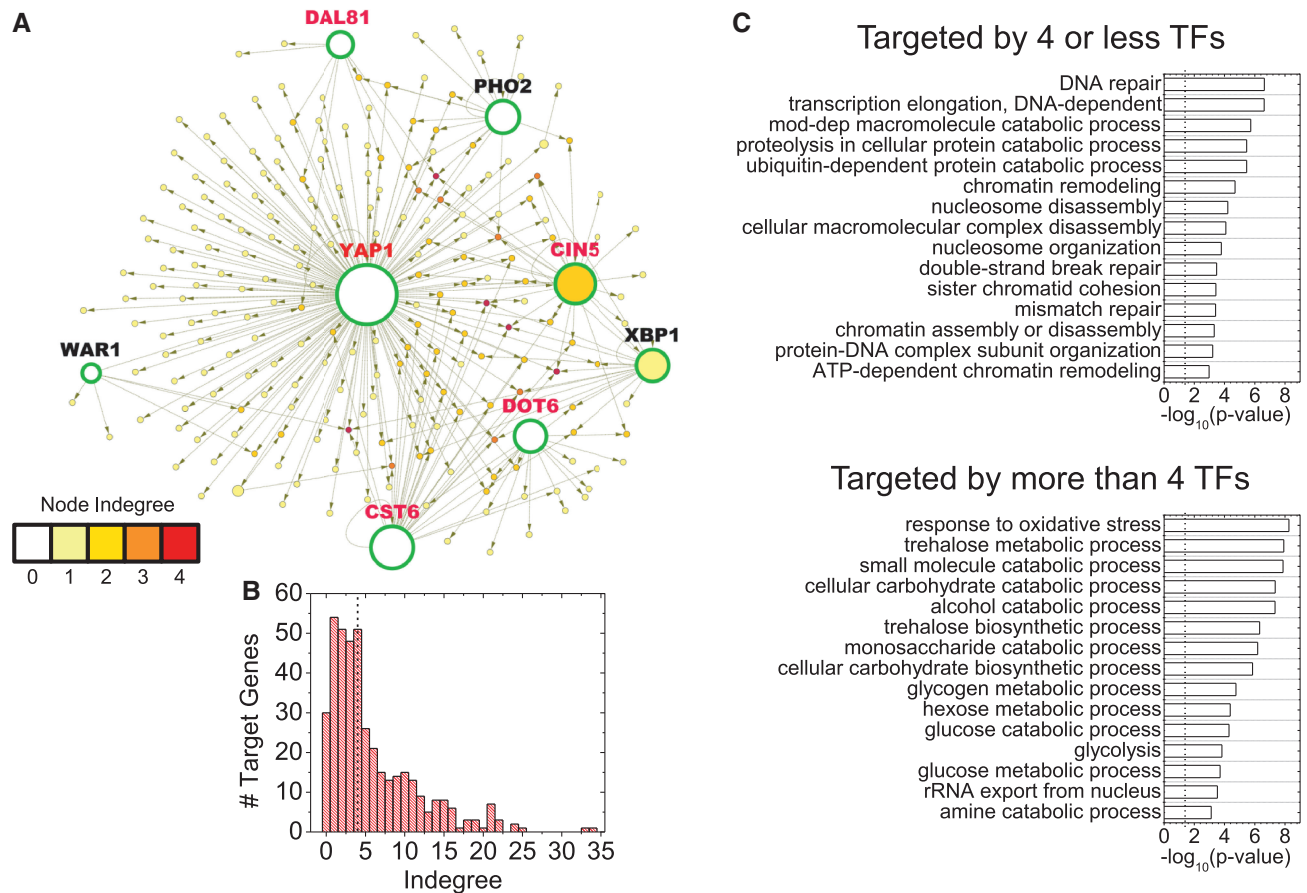 A
DAL81
PHO2
YAP1
CIN5
XBP1
WAR1
DOT6
CST6
Node Indegree
0 1 2 3 4
B
60
50
40
30
20
10
0
# Target Genes
0 5 10 15 20 25 30 35
Indegree
C
Targeted by 4 or less TFs
DNA repair
transcription elongation, DNA-dependent
mod-dep macromolecule catabolic process
proteolysis in cellular protein catabolic process
ubiquitin-dependent protein catabolic process
chromatin remodeling
nucleosome disassembly
cellular macromolecular complex disassembly
nucleosome organization
double-strand break repair
sister chromatid cohesion
mismatch repair
chromatin assembly or disassembly
protein-DNA complex subunit organization
ATP-dependent chromatin remodeling
0 2 4 6 8
-log10(p-value)
Targeted by more than 4 TFs
response to oxidative stress
trehalose metabolic process
small molecule catabolic process
cellular carbohydrate catabolic process
alcohol catabolic process
trehalose biosynthetic process
monosaccharide catabolic process
cellular carbohydrate biosynthetic process
glycogen metabolic process
hexose metabolic process
glucose catabolic process
glycolysis
glucose metabolic process
rRNA export from nucleus
amine catabolic process
0 2 4 6 8
-log10(p-value)